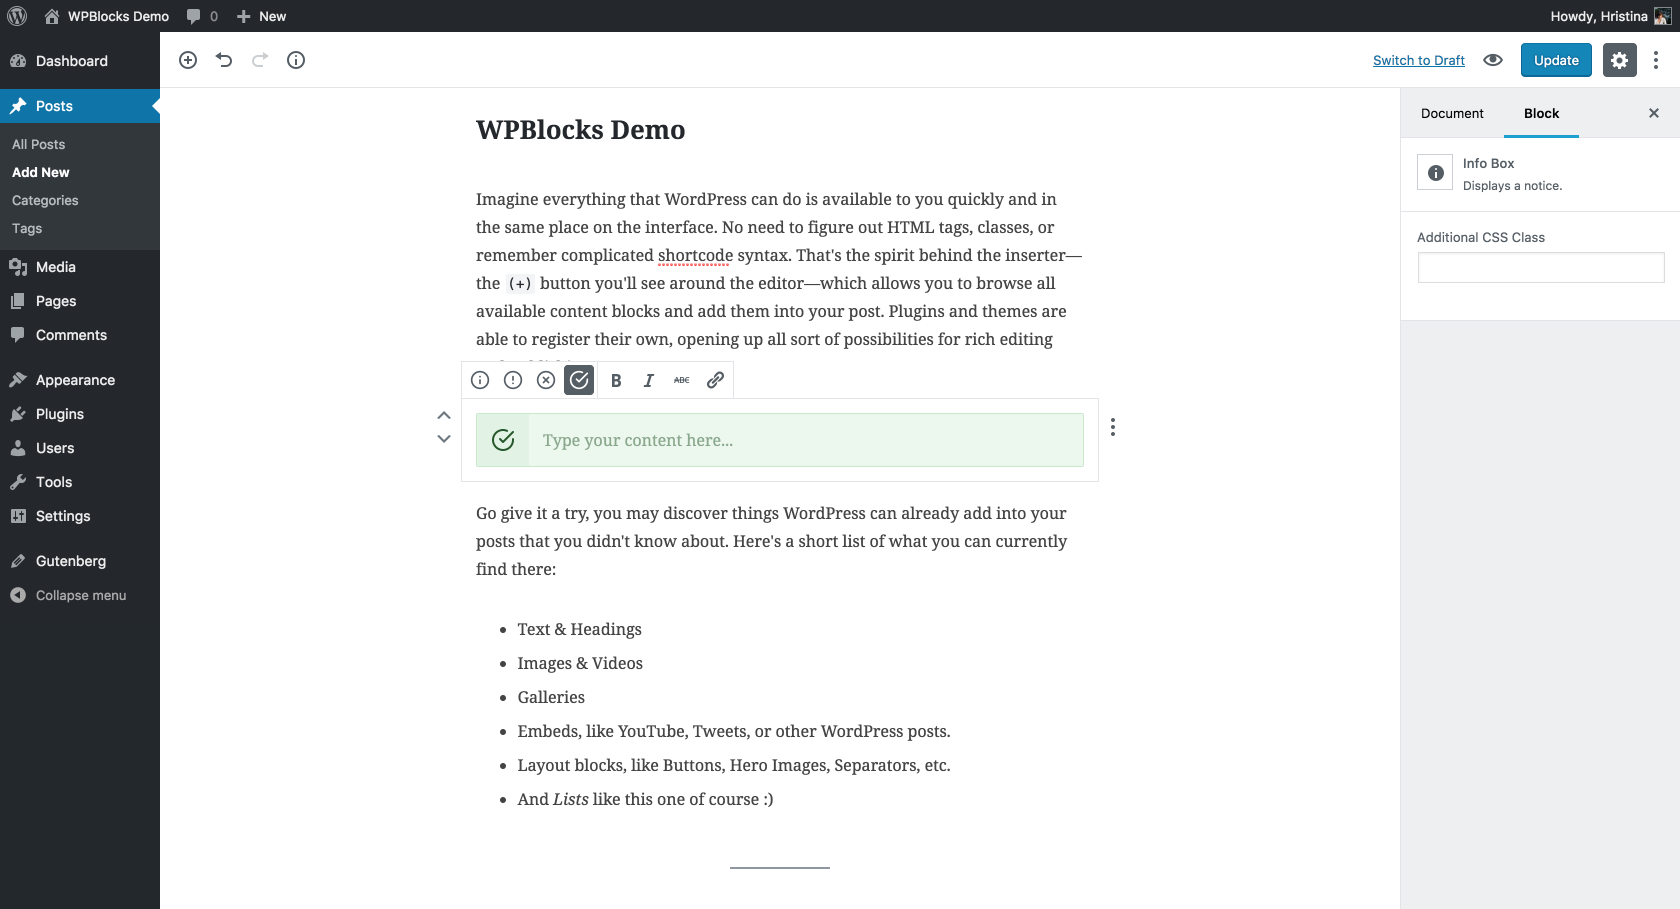 WPBlocks Demo 0 New Howdy, Hristina
Dashboard
Posts
All Posts
Add New
Categories
Tags
Media
Pages
Comments
Appearance
Plugins
Users
Tools
Settings
Gutenberg
Collapse menu
Switch to Draft Update
WPBlocks Demo
Imagine everything that WordPress can do is available to you quickly and in
the same place on the interface. No need to figure out HTML tags, classes, or
remember complicated shortcode syntax. That's the spirit behind the inserter—
the (+) button you'll see around the editor—which allows you to browse all
available content blocks and add them into your post. Plugins and themes are
able to register their own, opening up all sort of possibilities for rich editing
B I ABC
Type your content here...
Go give it a try, you may discover things WordPress can already add into your
posts that you didn't know about. Here's a short list of what you can currently
find there:
• Text & Headings
• Images & Videos
• Galleries
• Embeds, like YouTube, Tweets, or other WordPress posts.
• Layout blocks, like Buttons, Hero Images, Separators, etc.
• And Lists like this one of course :)
Document Block
Info Box
Displays a notice.
Additional CSS Class